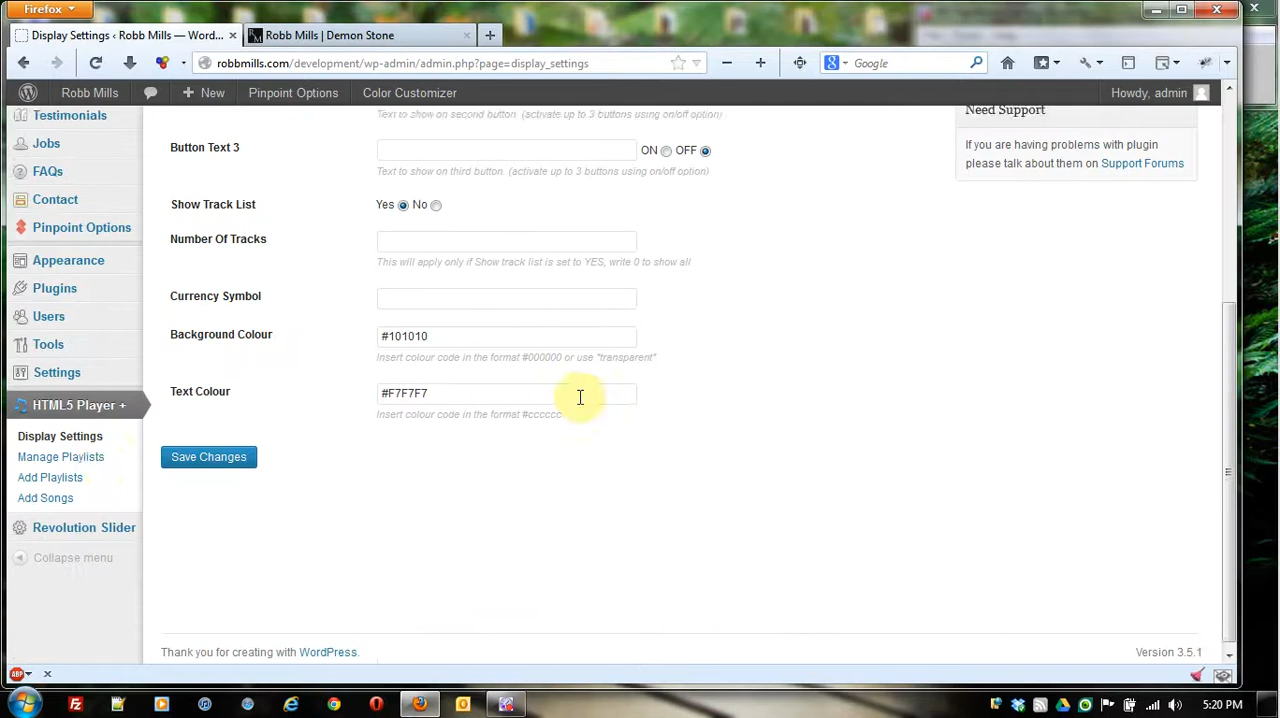 Firefox
Display Settings ‹ Robb Mills — Word...
Robb Mills | Demon Stone
robbmills.com/development/wp-admin/admin.php?page=display_settings
Google
Robb Mills
New
Pinpoint Options
Color Customizer
Howdy, admin
Testimonials
Jobs
FAQs
Contact
Pinpoint Options
Appearance
Plugins
Users
Tools
Settings
HTML5 Player +
Display Settings
Manage Playlists
Add Playlists
Add Songs
Revolution Slider
Collapse menu
Text to show on second button. (activate up to 3 buttons using on/off option)
Button Text 3
ON OFF
Text to show on third button. (activate up to 3 buttons using on/off option)
Show Track List
Yes No
Number Of Tracks
This will apply only if Show track list is set to YES, write 0 to show all
Currency Symbol
Background Colour
#101010
Insert colour code in the format #000000 or use "transparent"
Text Colour
#F7F7F7
Insert colour code in the format #cccccc
Save Changes
Need Support
If you are having problems with plugin
please talk about them on Support Forums
Thank you for creating with WordPress.
Version 3.5.1
5:20 PM